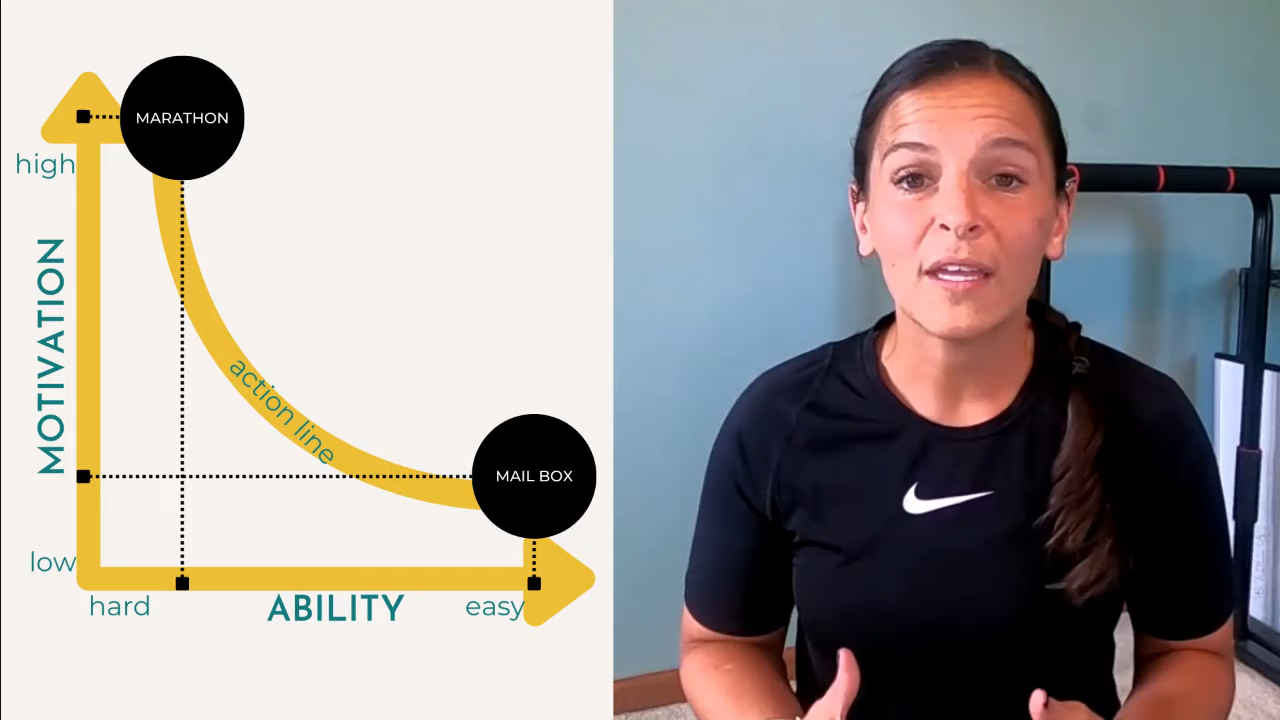 MARATHON
high
MOTIVATION
action line
MAIL BOX
low
hard
ABILITY
easy